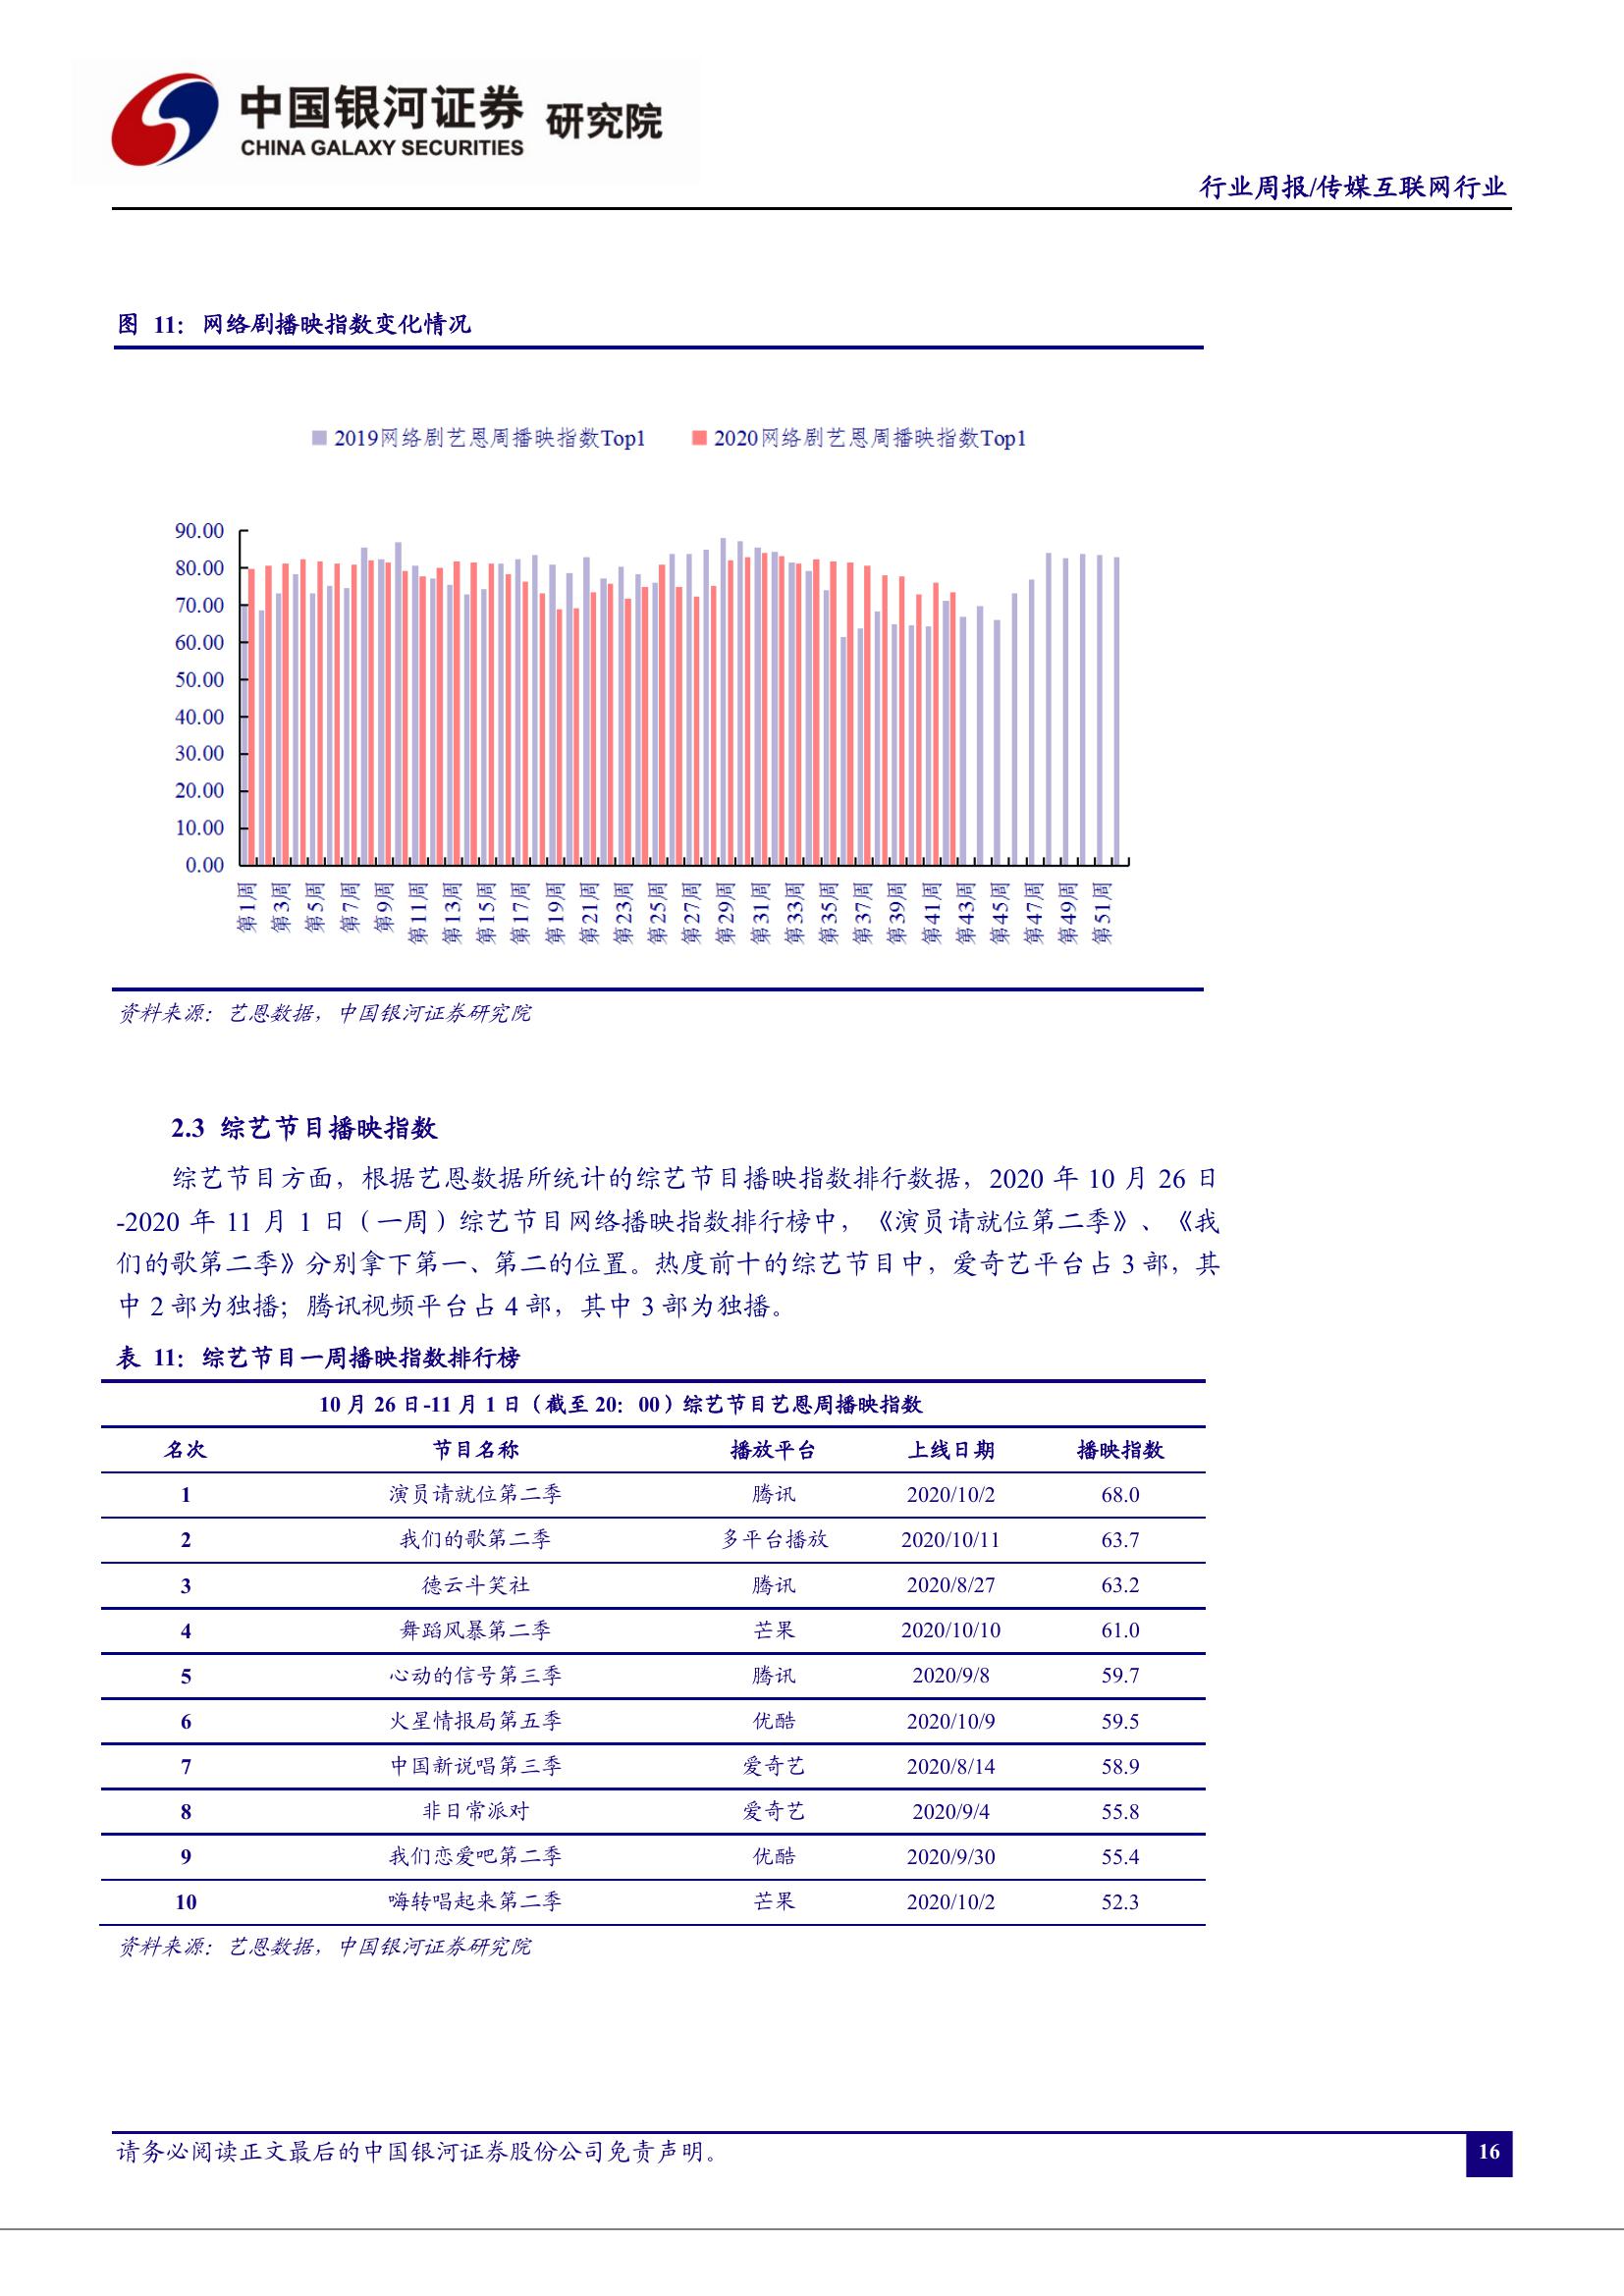 中国银河证券 研究院
CHINA GALAXY SECURITIES
行业周报/传媒互联网行业
图 11：网络剧播映指数变化情况
2019网络剧艺恩周播映指数Top1 2020网络剧艺恩周播映指数Top1
90.00
80.00
70.00
60.00
50.00
40.00
30.00
20.00
10.00
0.00
第1周 第3周 第5周 第7周 第9周 第11周 第13周 第15周 第17周 第19周 第21周 第23周 第25周 第27周 第29周 第31周 第33周 第35周 第37周 第39周 第41周 第43周 第45周 第47周 第49周 第51周
资料来源：艺恩数据，中国银河证券研究院
2.3 综艺节目播映指数
综艺节目方面，根据艺恩数据所统计的综艺节目播映指数排行数据，2020 年 10 月 26 日
-2020 年 11 月 1 日（一周）综艺节目网络播映指数排行榜中，《演员请就位第二季》、《我
们的歌第二季》分别拿下第一、第二的位置。热度前十的综艺节目中，爱奇艺平台占 3 部，其
中 2 部为独播；腾讯视频平台占 4 部，其中 3 部为独播。
表 11：综艺节目一周播映指数排行榜
10 月 26 日-11 月 1 日（截至 20：00）综艺节目艺恩周播映指数
名次 节目名称 播放平台 上线日期 播映指数
1 演员请就位第二季 腾讯 2020/10/2 68.0
2 我们的歌第二季 多平台播放 2020/10/11 63.7
3 德云斗笑社 腾讯 2020/8/27 63.2
4 舞蹈风暴第二季 芒果 2020/10/10 61.0
5 心动的信号第三季 腾讯 2020/9/8 59.7
6 火星情报局第五季 优酷 2020/10/9 59.5
7 中国新说唱第三季 爱奇艺 2020/8/14 58.9
8 非日常派对 爱奇艺 2020/9/4 55.8
9 我们恋爱吧第二季 优酷 2020/9/30 55.4
10 嗨转唱起来第二季 芒果 2020/10/2 52.3
资料来源：艺恩数据，中国银河证券研究院
请务必阅读正文最后的中国银河证券股份公司免责声明。
16